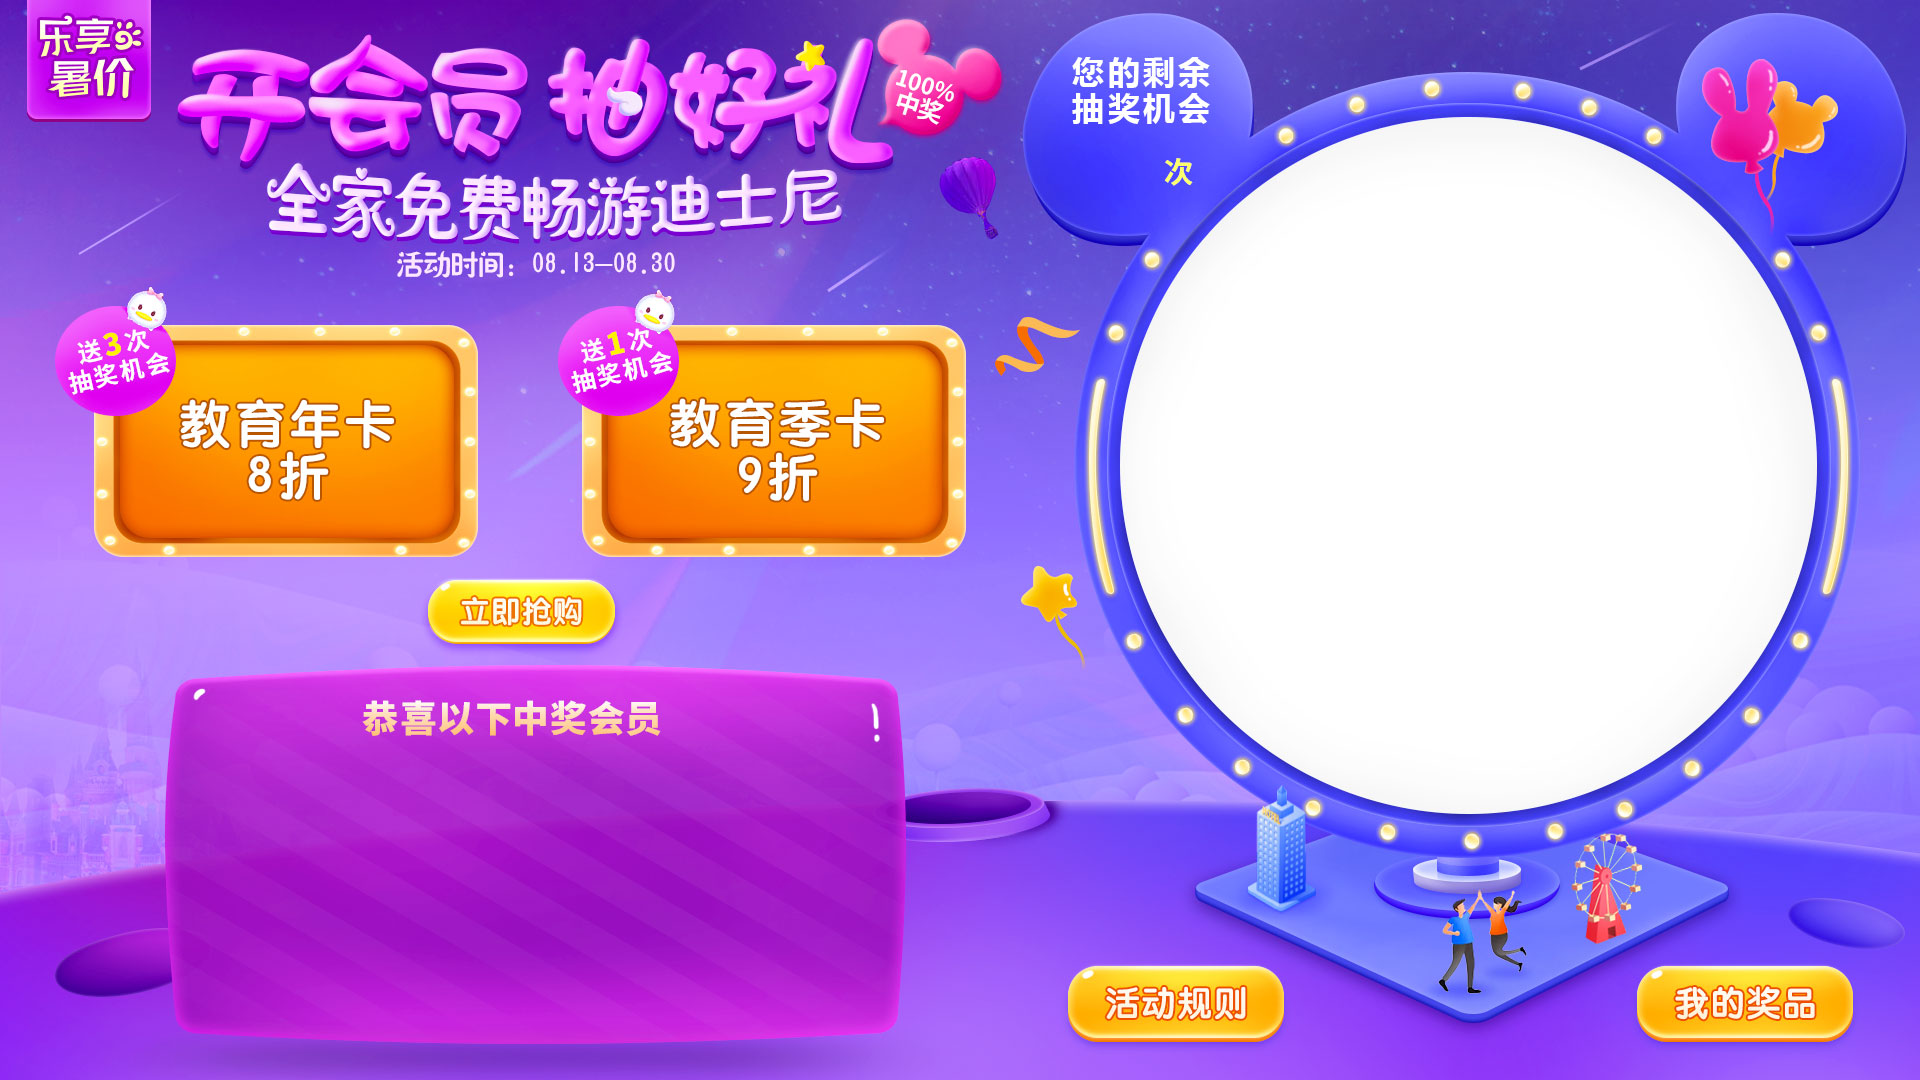 乐享
暑价
开会员 抽好礼
100%
中奖
全家免费畅游迪士尼
活动时间：08.13—08.30
送3次
抽奖机会
教育年卡
8折
送1次
抽奖机会
教育季卡
9折
立即抢购
恭喜以下中奖会员
您的剩余
抽奖机会
次
活动规则
我的奖品